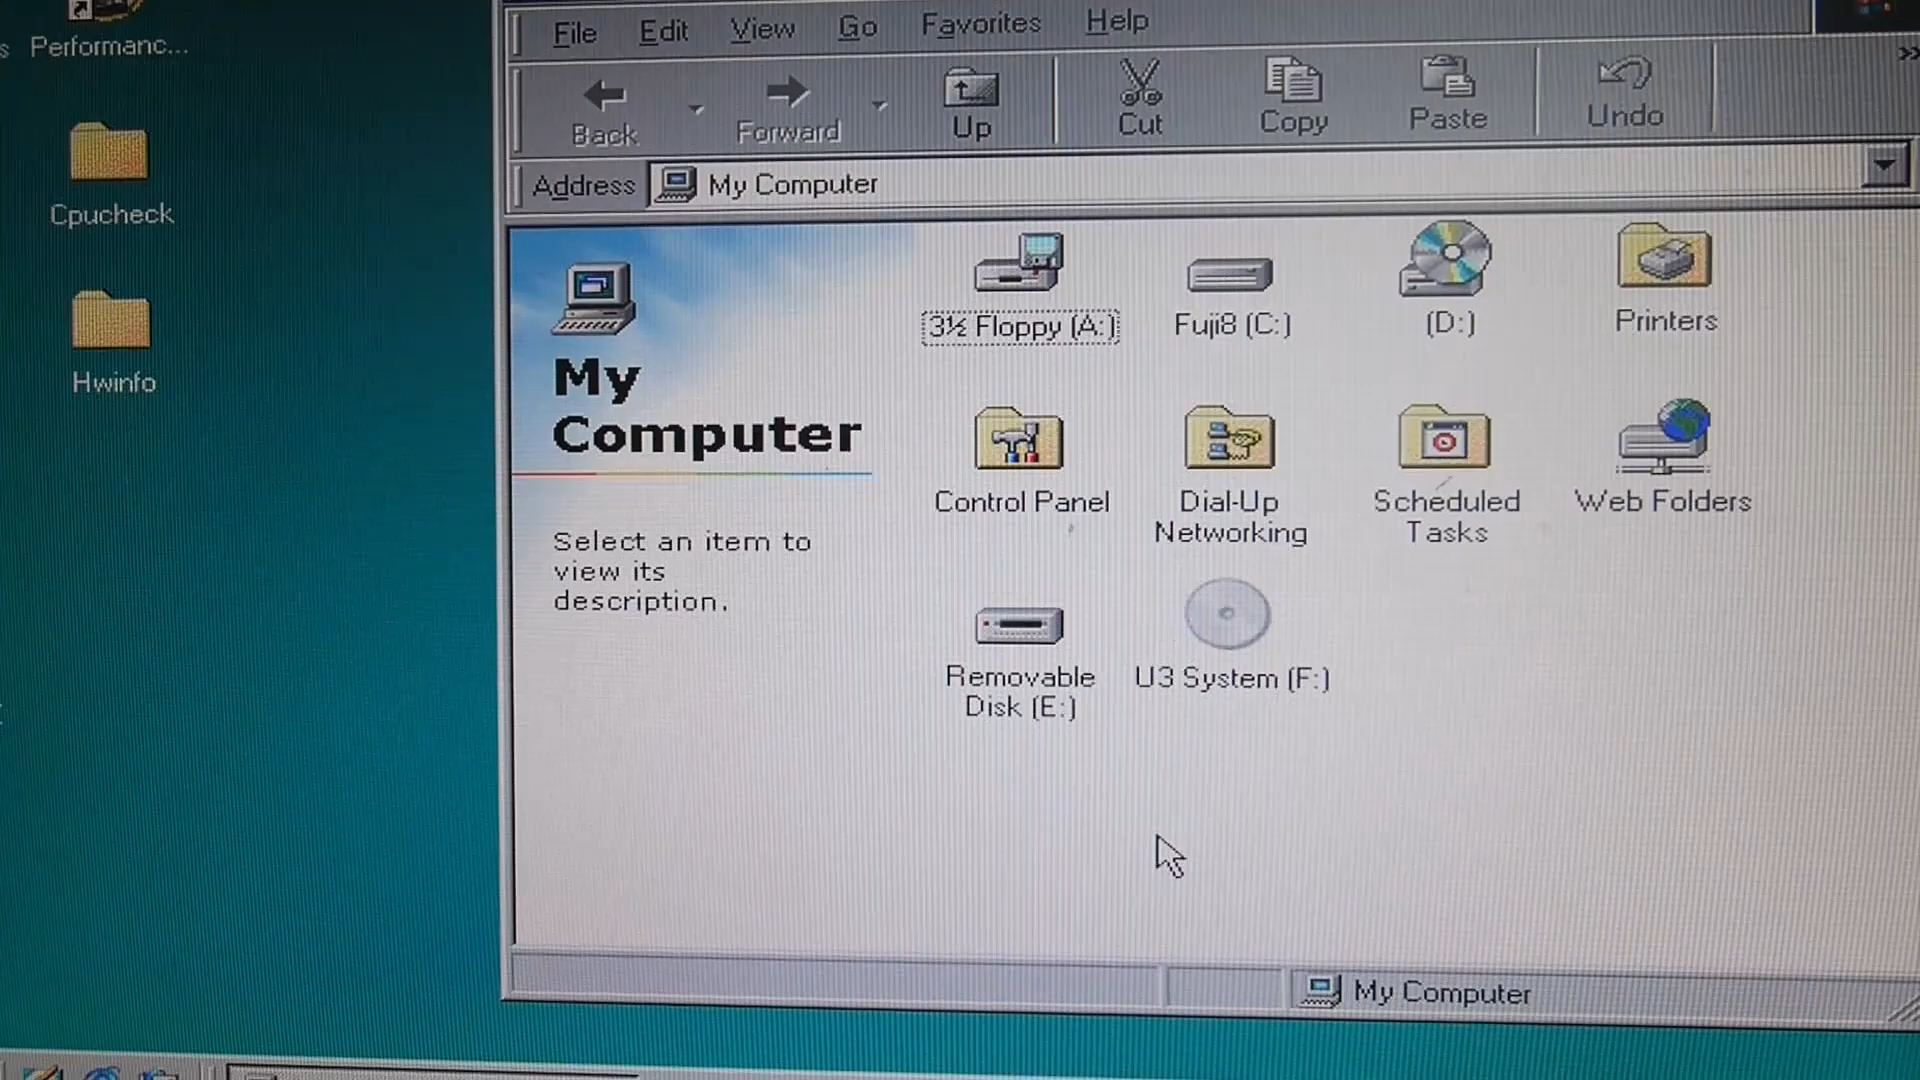 Performanc...
Cpucheck
Hwinfo
File Edit View Go Favorites Help
Back Forward Up Cut Copy Paste Undo
Address My Computer
My
Computer
Select an item to
view its
description.
3½ Floppy (A:)
Fuji8 (C:)
(D:)
Printers
Control Panel
Dial-Up
Networking
Scheduled
Tasks
Web Folders
Removable
Disk (E:)
U3 System (F:)
My Computer